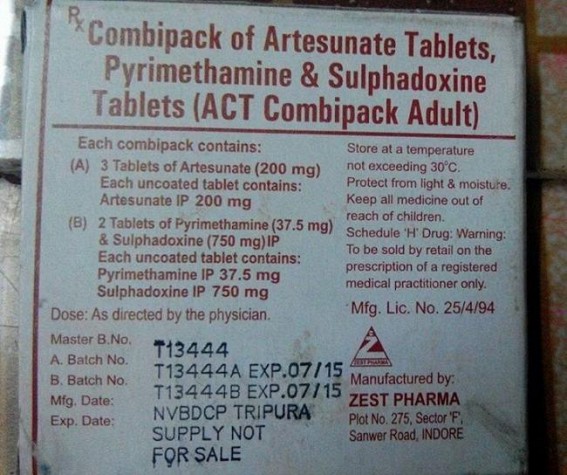 Rx
Combipack of Artesunate Tablets,
Pyrimethamine & Sulphadoxine
Tablets (ACT Combipack Adult)
Each combipack contains:
(A) 3 Tablets of Artesunate (200 mg)
Each uncoated tablet contains:
Artesunate IP 200 mg
(B) 2 Tablets of Pyrimethamine (37.5 mg)
& Sulphadoxine (750 mg)IP
Each uncoated tablet contains:
Pyrimethamine IP 37.5 mg
Sulphadoxine IP 750 mg
Dose: As directed by the physician.
Store at a temperature
not exceeding 30°C.
Protect from light & moisture.
Keep all medicine out of
reach of children.
Schedule 'H' Drug: Warning:
To be sold by retail on the
prescription of a registered
medical practitioner only.
Mfg. Lic. No. 25/4/94
Master B.No. T13444
A. Batch No. T13444A EXP.07/15
B. Batch No. T13444B EXP.07/15
Mfg. Date: NVBDCP TRIPURA
Exp. Date: SUPPLY NOT
FOR SALE
ZEST PHARMA
Manufactured by:
ZEST PHARMA
Plot No. 275, Sector 'F',
Sanwer Road, INDORE